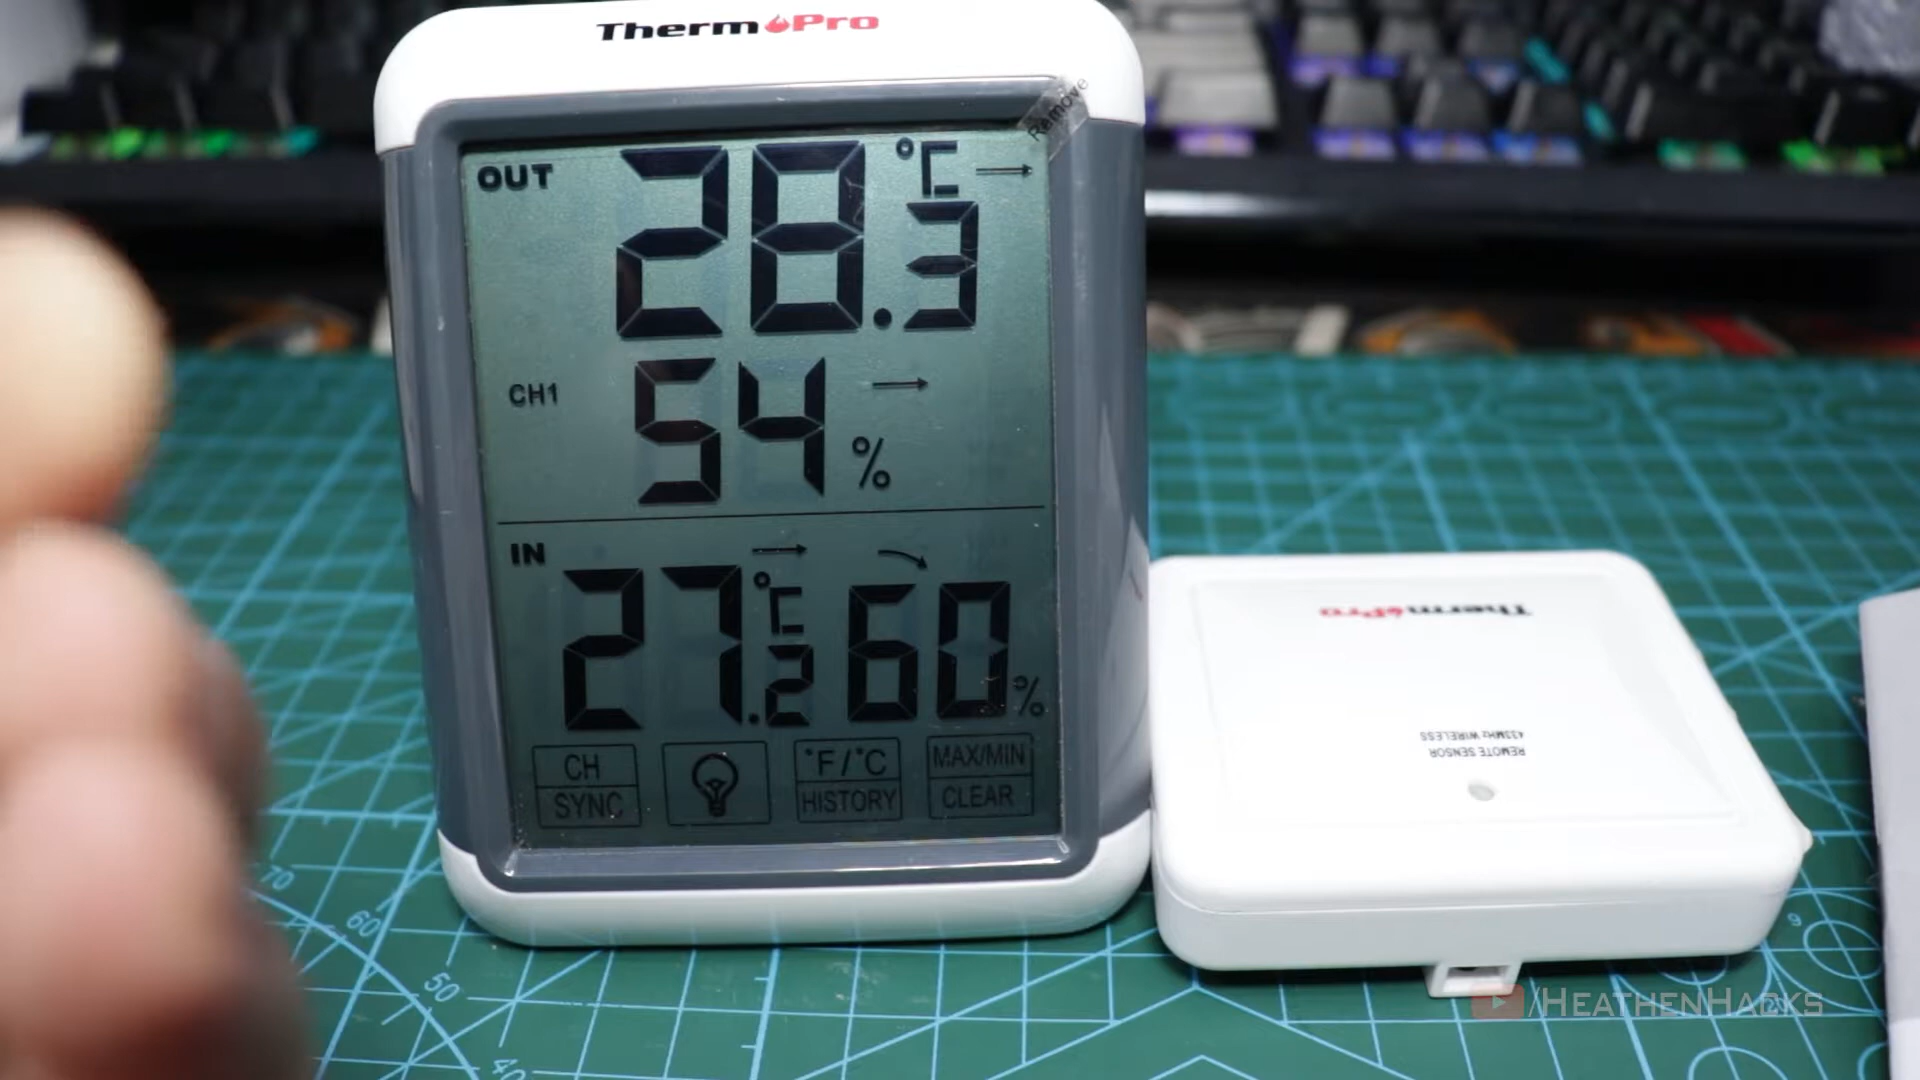 ThermoPro
Remove
OUT
28.3 °C →
CH1
54 % →
IN
27.2 °C →
60 %
CH
SYNC
°F/°C
HISTORY
MAX/MIN
CLEAR
ThermoPro
REMOTE SENSOR
433MHz WIRELESS
70
60
50
40
/HEATHENHACKS